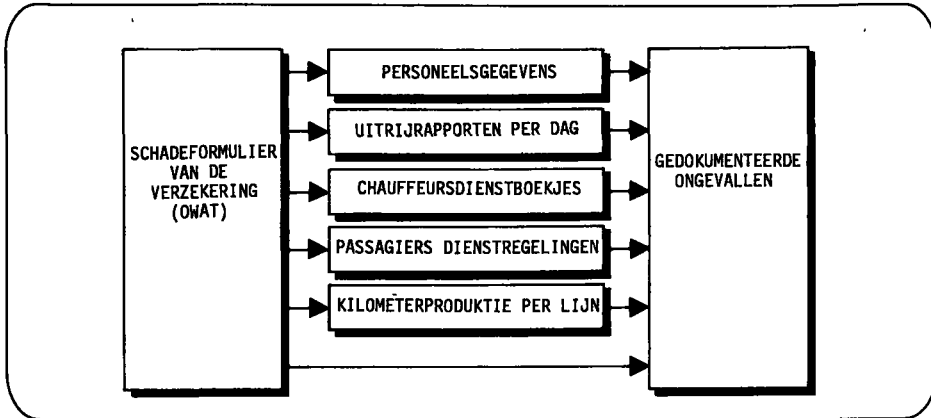 SCHADEFORMULIER
VAN DE
VERZEKERING
(OWAT)
PERSONEELSGEGEVENS
UITRIJRAPPORTEN PER DAG
CHAUFFEURSDIENSTBOEKJES
PASSAGIERS DIENSTREGELINGEN
KILOMETERPRODUKTIE PER LIJN
GEDOKUMENTEERDE
ONGEVALLEN